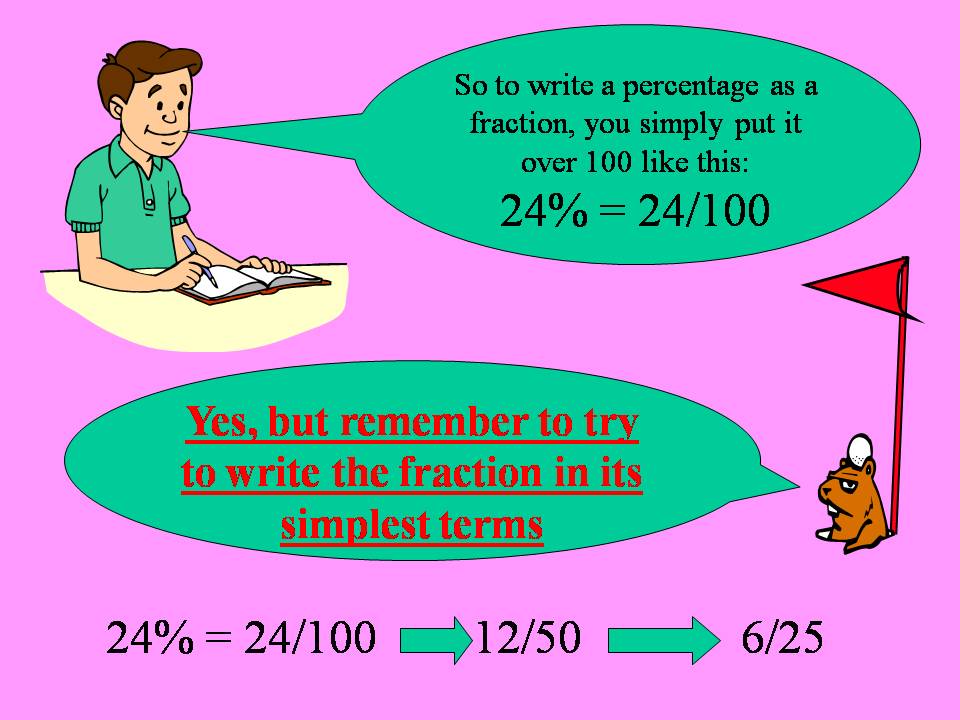 So to write a percentage as a
fraction, you simply put it
over 100 like this:
24% = 24/100
Yes, but remember to try
to write the fraction in its
simplest terms
24% = 24/100 12/50 6/25